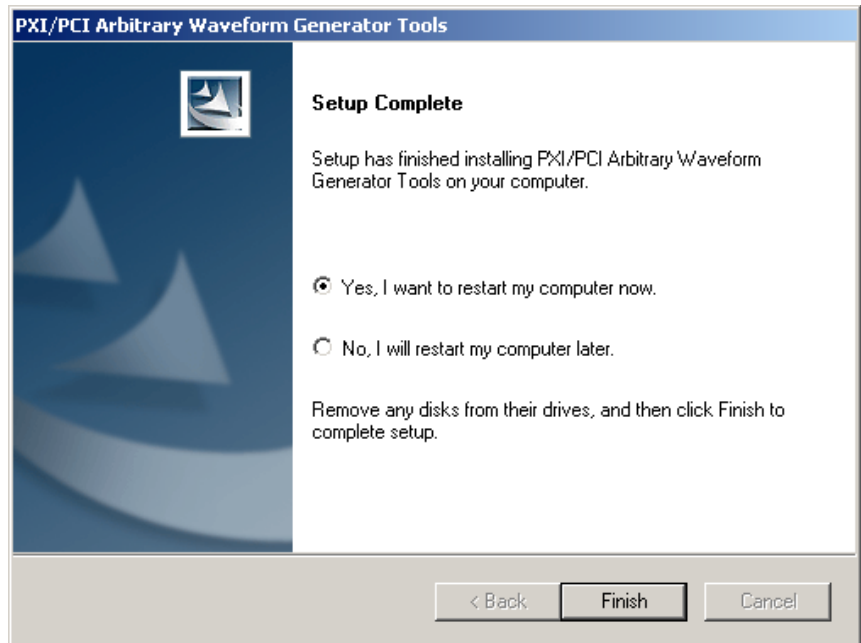 PXI/PCI Arbitrary Waveform Generator Tools
Setup Complete
Setup has finished installing PXI/PCI Arbitrary Waveform
Generator Tools on your computer.
Yes, I want to restart my computer now.
No, I will restart my computer later.
Remove any disks from their drives, and then click Finish to
complete setup.
< Back Finish Cancel